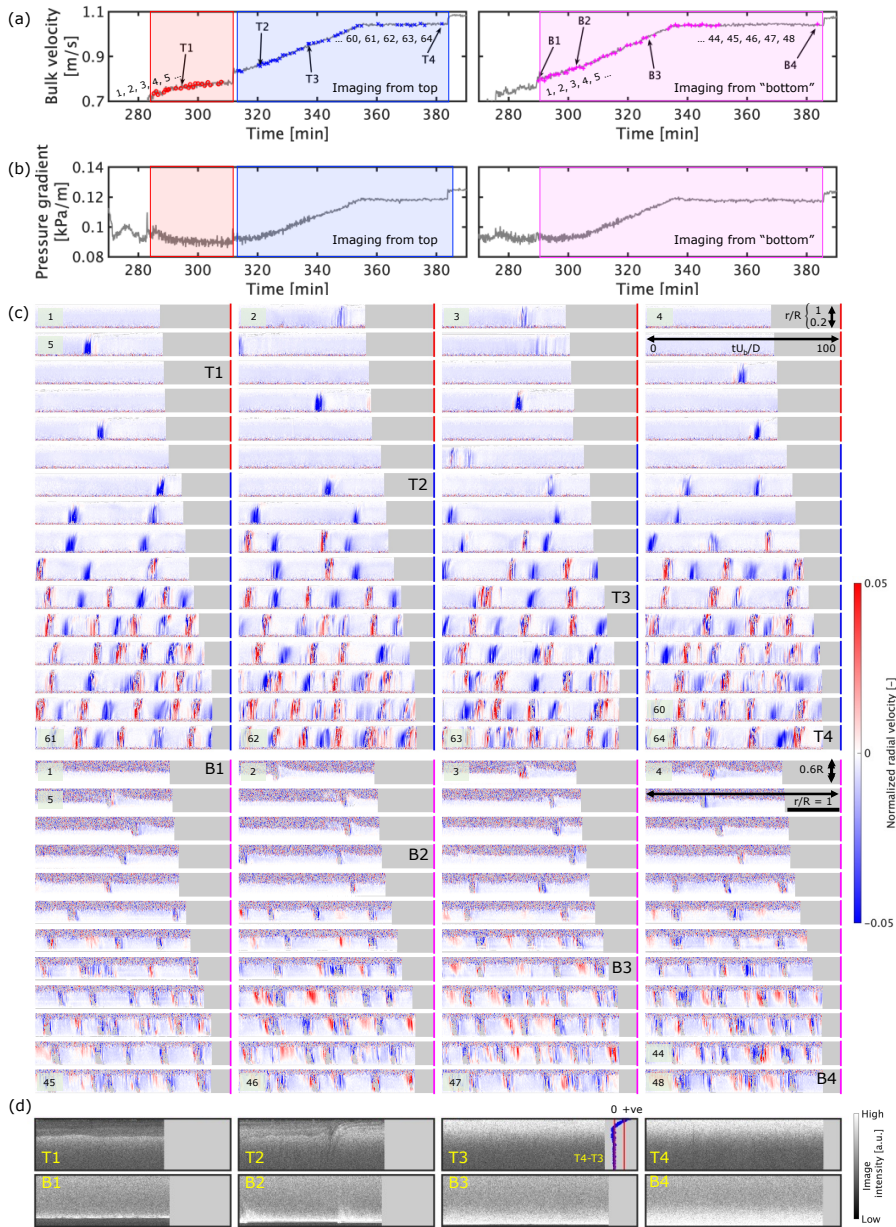 (a)
Bulk velocity
[m/s]
1.1
0.9
0.7
T1
T2
T3
T4
1, 2, 3, 4, 5 ...
... 60, 61, 62, 63, 64
Imaging from top
280 300 320 340 360 380
Time [min]
B1
B2
B3
B4
1, 2, 3, 4, 5 ...
... 44, 45, 46, 47, 48
Imaging from “bottom”
280 300 320 340 360 380
Time [min]
(b)
Pressure gradient
[kPa/m]
0.14
0.12
0.1
0.08
Imaging from top
280 300 320 340 360 380
Time [min]
Imaging from “bottom”
280 300 320 340 360 380
Time [min]
(c)
1 2 3 4
r/R { 1
0.2
5
0 tU_b/D 100
T1
T2
T3
60
61 62 63 64
T4
1 B1 2 3 4 0.6R
5
r/R = 1
B2
B3
44
45 46 47 48 B4
0.05
0
-0.05
Normalized radial velocity [-]
(d)
0 +ve
T1 T2 T3 T4-T3 T4
B1 B2 B3 B4
High
Low
Image
intensity [a.u.]